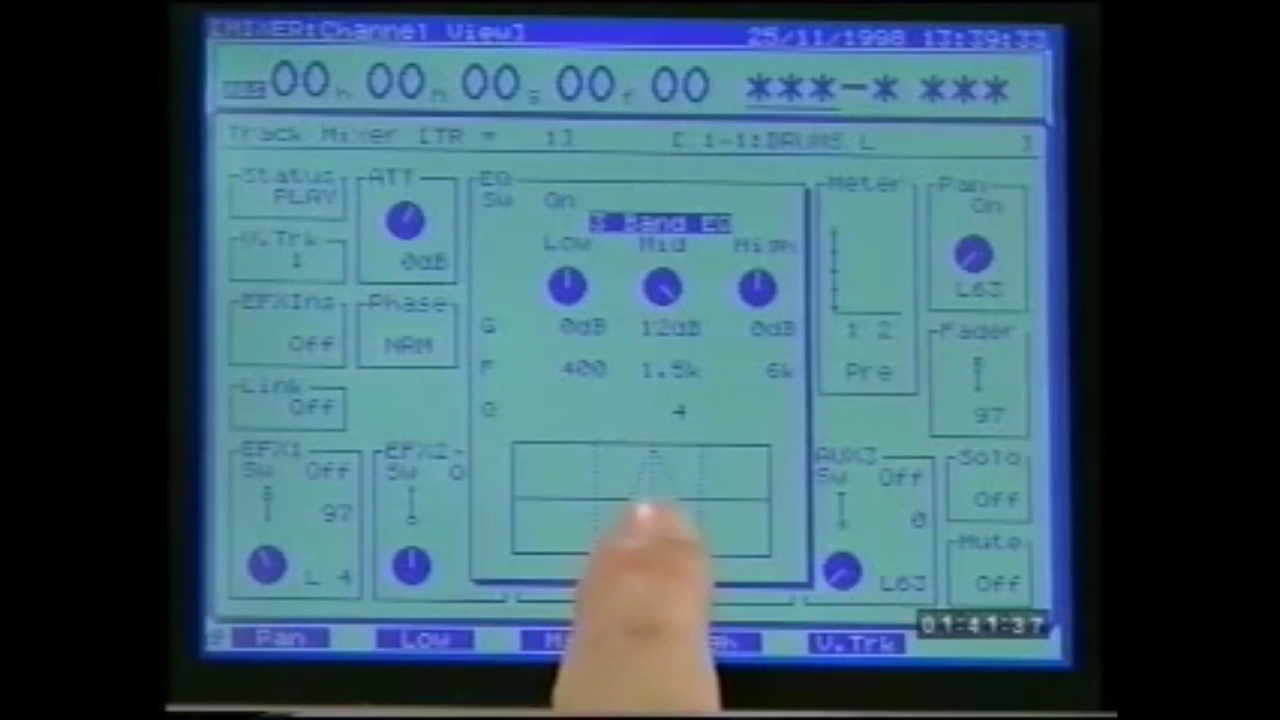 [MIXER:Channel View] 25/11/1998 13:39:33
00 h 00 m 00 s 00 f 00 ***-* ***
Track Mixer [TR = 1] [ 1-1:DRUMS L ]
Status PLAY
ATT 0dB
EQ
SW On
3 Band EQ
Low Mid High
G 0dB 12dB 0dB
F 400 1.5k 6k
Q 4
Meter
1 2
Pre
Pan
On
L63
V.Trk
1
EFXIns
Off
Phase
NRM
Link
Off
Fader
97
EFX1
Sw Off
97
L 4
EFX2
Sw O
AUX3
Sw Off
0
L63
Solo
Off
Mute
Off
01:41:37
Pan Low V.Trk